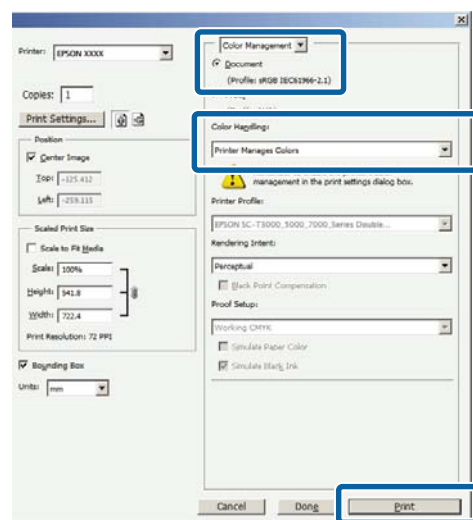 Printer: EPSON XXXX
Copies: 1
Print Settings...
Position
Center Image
Top: -125.412
Left: -259.115
Scaled Print Size
Scale to Fit Media
Scale: 100%
Height: 541.8
Width: 722.4
Print Resolution: 72 PPI
Bounding Box
Units: mm
Color Management
Document
(Profile: sRGB IEC61966-2.1)
Color Handling:
Printer Manages Colors
management in the print settings dialog box.
Printer Profile:
EPSON SC-T3000_5000_7000_Series Double...
Rendering Intent:
Perceptual
Black Point Compensation
Proof Setup:
Working CMYK
Simulate Paper Color
Simulate Black Ink
Cancel
Done
Print